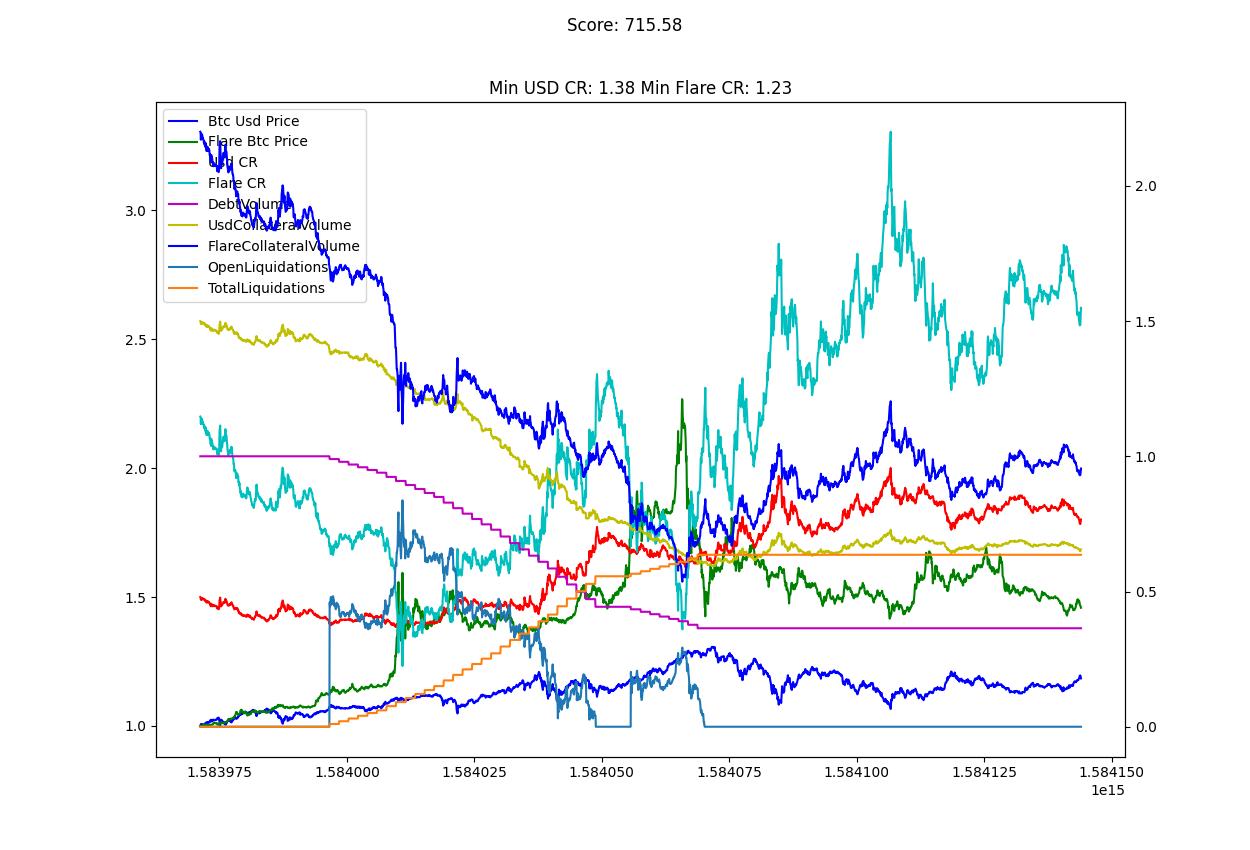 Score: 715.58
Min USD CR: 1.38 Min Flare CR: 1.23
Btc Usd Price
Flare Btc Price
Usd CR
Flare CR
DebtVolume
UsdCollateralVolume
FlareCollateralVolume
OpenLiquidations
TotalLiquidations
3.0
2.5
2.0
1.5
1.0
2.0
1.5
1.0
0.5
0.0
1.583975
1.584000
1.584025
1.584050
1.584075
1.584100
1.584125
1.584150
1e15